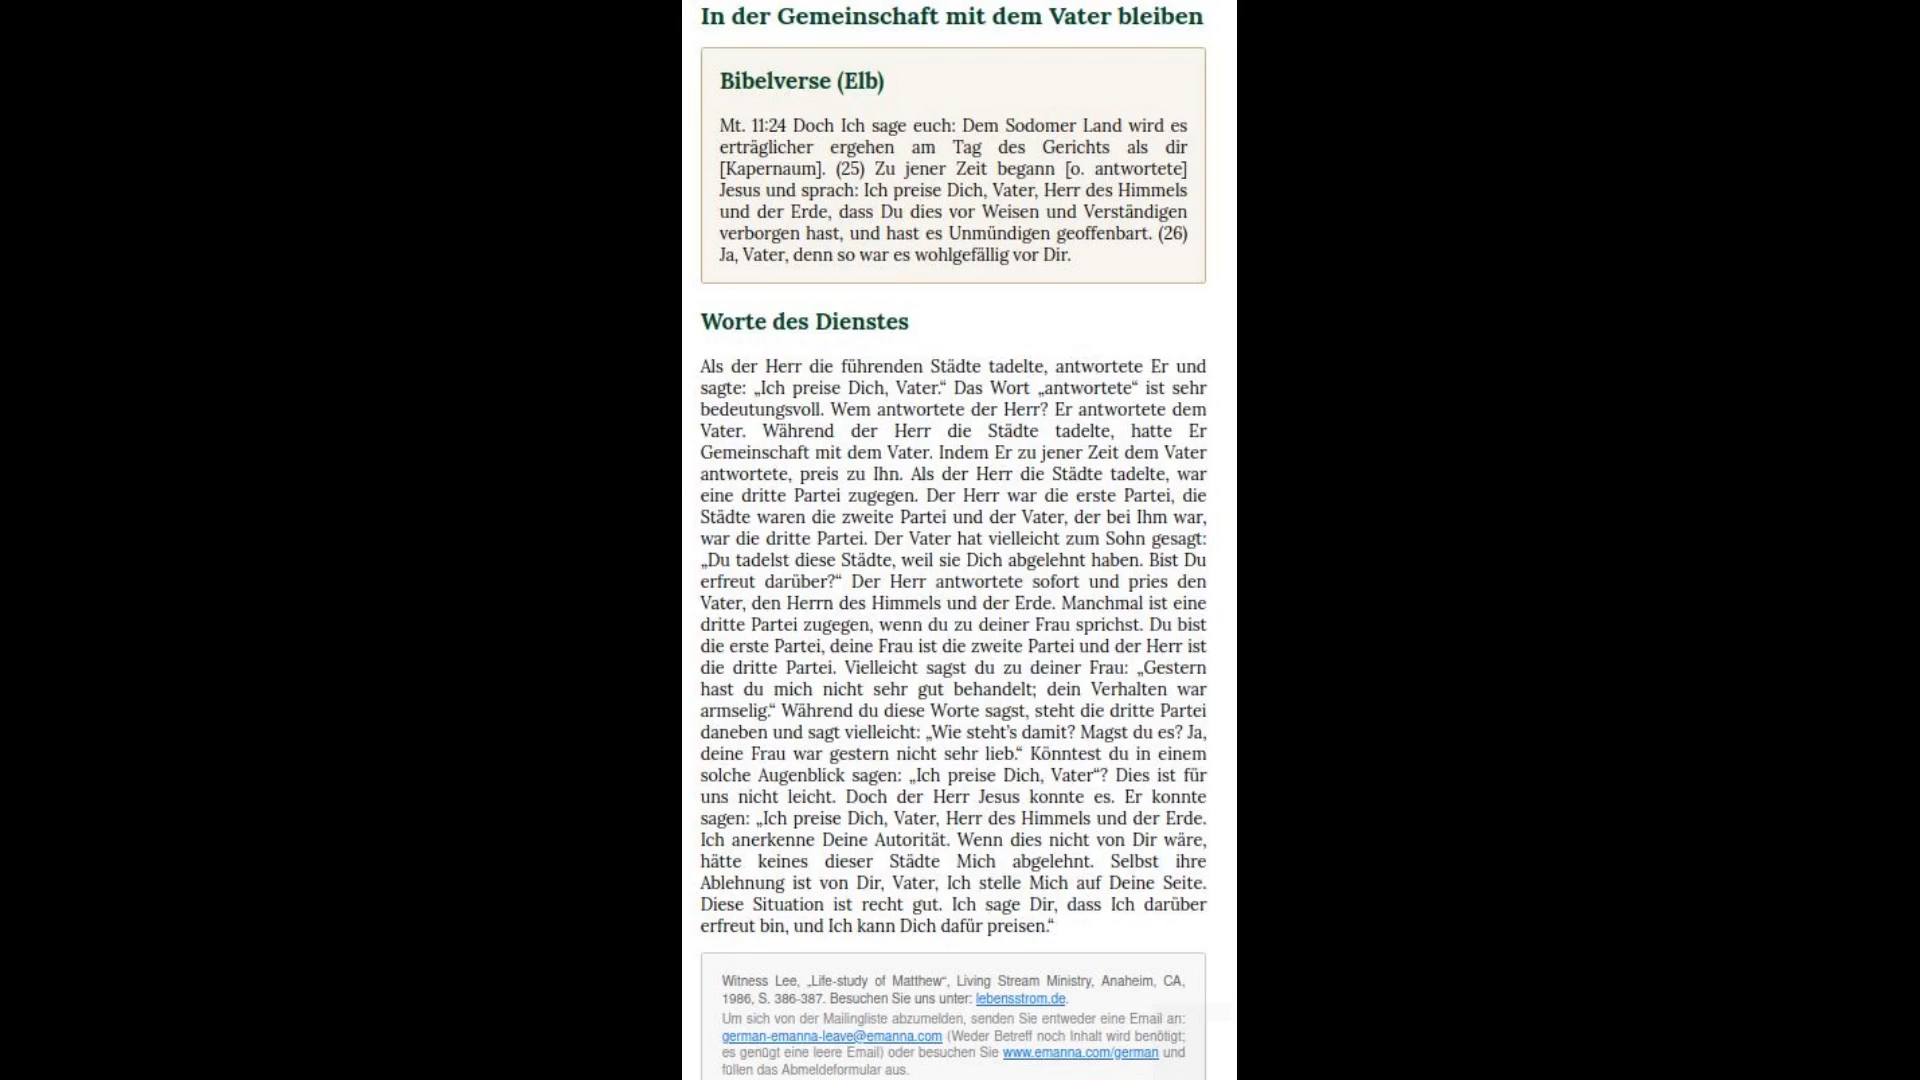 In der Gemeinschaft mit dem Vater bleiben
Bibelverse (Elb)
Mt. 11:24 Doch Ich sage euch: Dem Sodomer Land wird es
erträglicher ergehen am Tag des Gerichts als dir
[Kapernaum]. (25) Zu jener Zeit begann [o. antwortete]
Jesus und sprach: Ich preise Dich, Vater, Herr des Himmels
und der Erde, dass Du dies vor Weisen und Verständigen
verborgen hast, und hast es Unmündigen geoffenbart. (26)
Ja, Vater, denn so war es wohlgefällig vor Dir.
Worte des Dienstes
Als der Herr die führenden Städte tadelte, antwortete Er und
sagte: „Ich preise Dich, Vater.“ Das Wort „antwortete“ ist sehr
bedeutungsvoll. Wem antwortete der Herr? Er antwortete dem
Vater. Während der Herr die Städte tadelte, hatte Er
Gemeinschaft mit dem Vater. Indem Er zu jener Zeit dem Vater
antwortete, preis zu Ihn. Als der Herr die Städte tadelte, war
eine dritte Partei zugegen. Der Herr war die erste Partei, die
Städte waren die zweite Partei und der Vater, der bei Ihm war,
war die dritte Partei. Der Vater hat vielleicht zum Sohn gesagt:
„Du tadelst diese Städte, weil sie Dich abgelehnt haben. Bist Du
erfreut darüber?“ Der Herr antwortete sofort und pries den
Vater, den Herrn des Himmels und der Erde. Manchmal ist eine
dritte Partei zugegen, wenn du zu deiner Frau sprichst. Du bist
die erste Partei, deine Frau ist die zweite Partei und der Herr ist
die dritte Partei. Vielleicht sagst du zu deiner Frau: „Gestern
hast du mich nicht sehr gut behandelt; dein Verhalten war
armselig.“ Während du diese Worte sagst, steht die dritte Partei
daneben und sagt vielleicht: „Wie steht’s damit? Magst du es? Ja,
deine Frau war gestern nicht sehr lieb.“ Könntest du in einem
solche Augenblick sagen: „Ich preise Dich, Vater“? Dies ist für
uns nicht leicht. Doch der Herr Jesus konnte es. Er konnte
sagen: „Ich preise Dich, Vater, Herr des Himmels und der Erde.
Ich anerkenne Deine Autorität. Wenn dies nicht von Dir wäre,
hätte keines dieser Städte Mich abgelehnt. Selbst ihre
Ablehnung ist von Dir, Vater, Ich stelle Mich auf Deine Seite.
Diese Situation ist recht gut. Ich sage Dir, dass Ich darüber
erfreut bin, und Ich kann Dich dafür preisen.“
Witness Lee, „Life-study of Matthew“, Living Stream Ministry, Anaheim, CA,
1986, S. 386-387. Besuchen Sie uns unter: lebensstrom.de.
Um sich von der Mailingliste abzumelden, senden Sie entweder eine Email an:
german-emanna-leave@emanna.com (Weder Betreff noch Inhalt wird benötigt;
es genügt eine leere Email) oder besuchen Sie www.emanna.com/german und
füllen das Abmeldeformular aus.